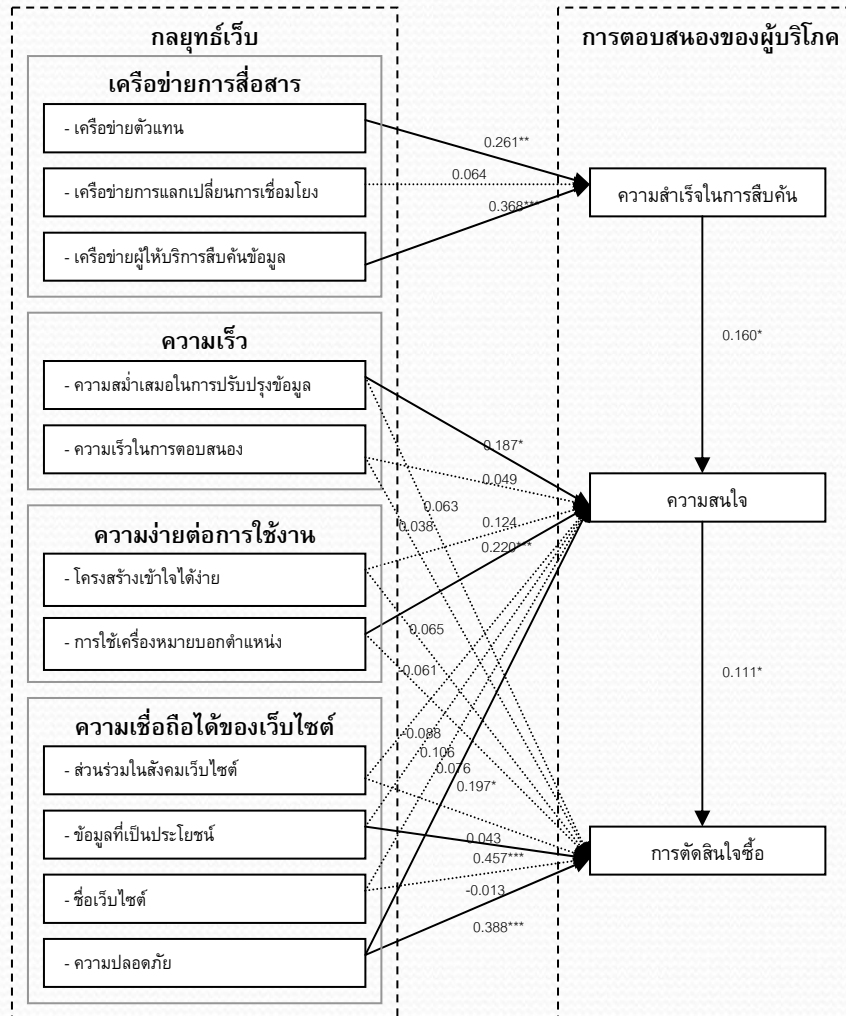 กลยุทธ์เว็บ
เครือข่ายการสื่อสาร
- เครือข่ายตัวแทน
- เครือข่ายการแลกเปลี่ยนการเชื่อมโยง
- เครือข่ายผู้ให้บริการสืบค้นข้อมูล
ความเร็ว
- ความสม่ำเสมอในการปรับปรุงข้อมูล
- ความเร็วในการตอบสนอง
ความง่ายต่อการใช้งาน
- โครงสร้างเข้าใจได้ง่าย
- การใช้เครื่องหมายบอกตำแหน่ง
ความเชื่อถือได้ของเว็บไซต์
- ส่วนร่วมในสังคมเว็บไซต์
- ข้อมูลที่เป็นประโยชน์
- ชื่อเว็บไซต์
- ความปลอดภัย
0.261**
0.064
0.368***
0.187*
0.049
0.063
0.038
0.124
0.220***
0.065
-0.061
-0.088
0.106
0.197*
0.043
0.457***
-0.013
0.388***
การตอบสนองของผู้บริโภค
ความสำเร็จในการสืบค้น
0.160*
ความสนใจ
0.111*
การตัดสินใจซื้อ